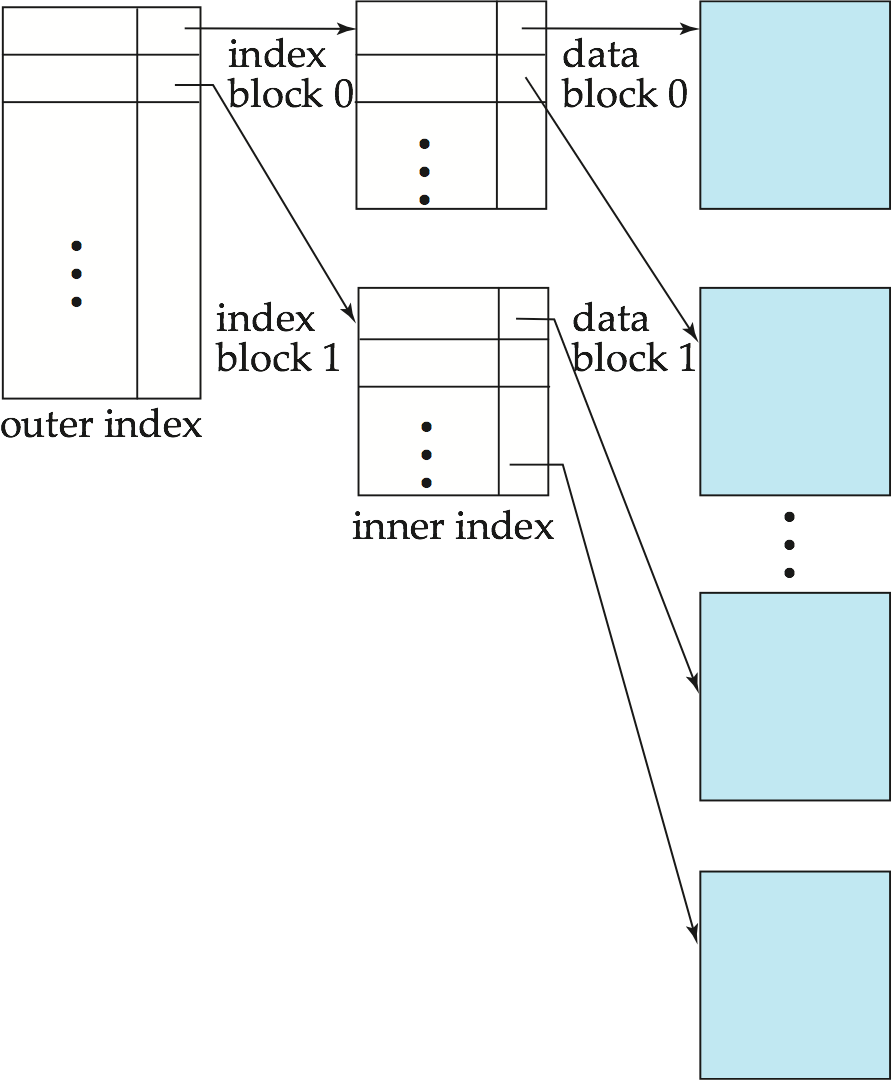 index
block 0
data
block 0
index
block 1
data
block 1
outer index
inner index